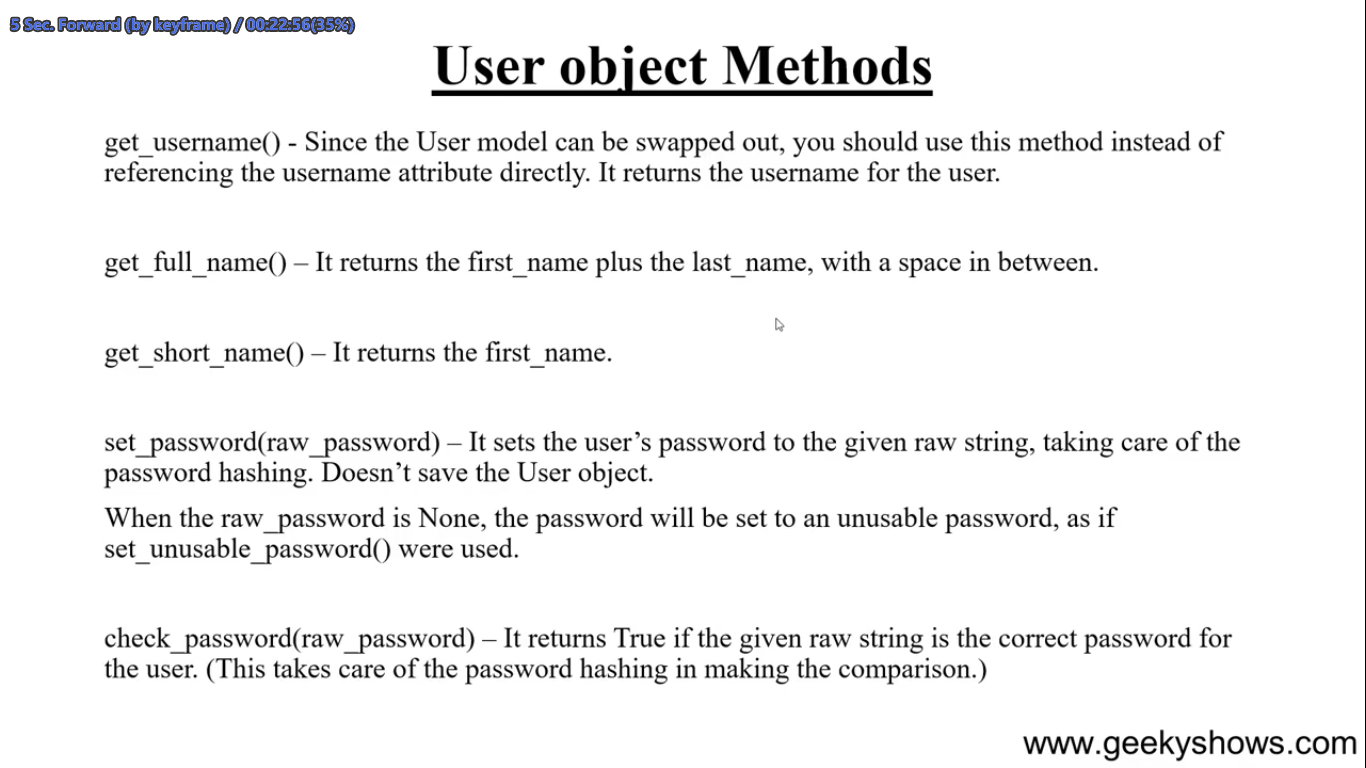 5 Sec. Forward (by keyframe) / 00:22:56(35%)
User object Methods
get_username() - Since the User model can be swapped out, you should use this method instead of
referencing the username attribute directly. It returns the username for the user.
get_full_name() – It returns the first_name plus the last_name, with a space in between.
get_short_name() – It returns the first_name.
set_password(raw_password) – It sets the user’s password to the given raw string, taking care of the
password hashing. Doesn’t save the User object.
When the raw_password is None, the password will be set to an unusable password, as if
set_unusable_password() were used.
check_password(raw_password) – It returns True if the given raw string is the correct password for
the user. (This takes care of the password hashing in making the comparison.)
www.geekyshows.com